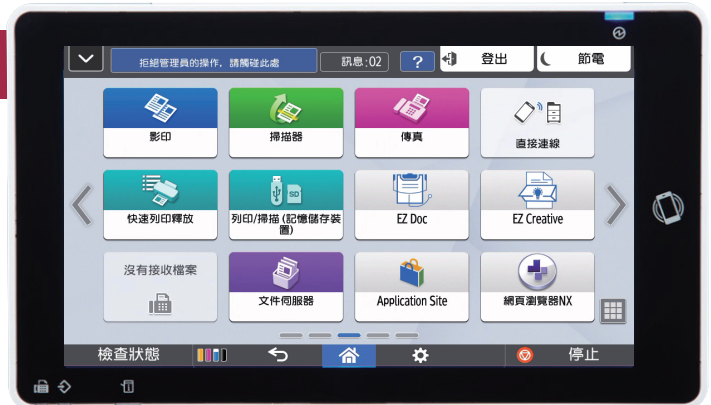 拒絕管理員的操作，請觸碰此處
訊息:02
?
登出
節電
影印
掃描器
傳真
直接連線
快速列印釋放
SD
列印/掃描(記憶儲存裝
置)
EZ Doc
EZ Creative
沒有接收檔案
文件伺服器
Application Site
網頁瀏覽器NX
檢查狀態
停止